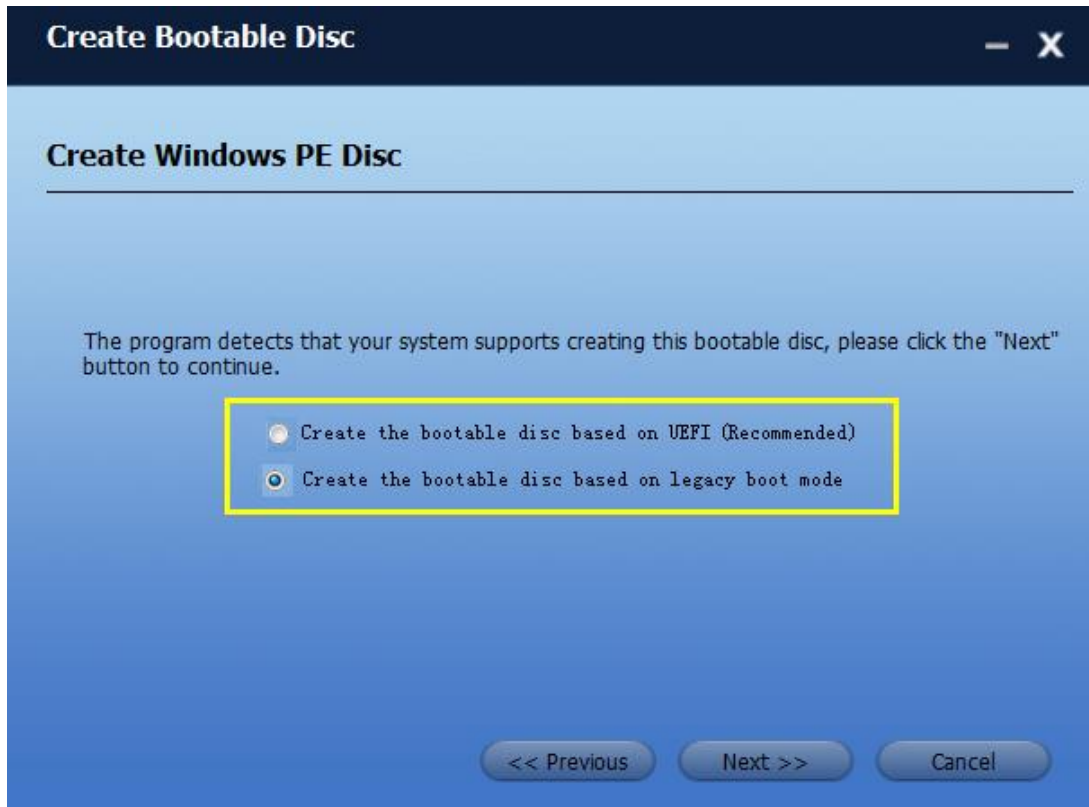 Create Bootable Disc
Create Windows PE Disc
The program detects that your system supports creating this bootable disc, please click the "Next"
button to continue.
Create the bootable disc based on UEFI (Recommended)
Create the bootable disc based on legacy boot mode
<< Previous
Next >>
Cancel